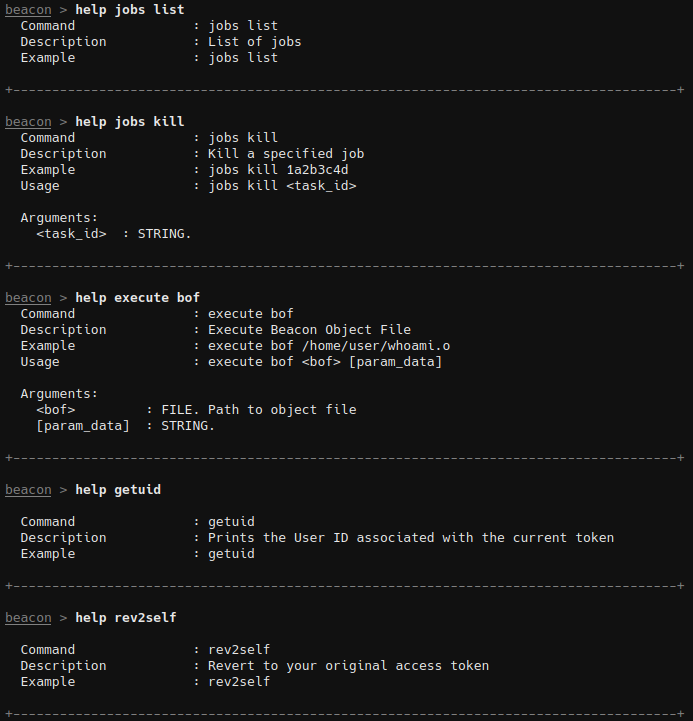 beacon > help jobs list
Command : jobs list
Description : List of jobs
Example : jobs list
+-------------------------------------------------------------------------------------+
beacon > help jobs kill
Command : jobs kill
Description : Kill a specified job
Example : jobs kill 1a2b3c4d
Usage : jobs kill <task_id>
Arguments:
<task_id> : STRING.
+-------------------------------------------------------------------------------------+
beacon > help execute bof
Command : execute bof
Description : Execute Beacon Object File
Example : execute bof /home/user/whoami.o
Usage : execute bof <bof> [param_data]
Arguments:
<bof> : FILE. Path to object file
[param_data] : STRING.
+-------------------------------------------------------------------------------------+
beacon > help getuid
Command : getuid
Description : Prints the User ID associated with the current token
Example : getuid
+-------------------------------------------------------------------------------------+
beacon > help rev2self
Command : rev2self
Description : Revert to your original access token
Example : rev2self
+-------------------------------------------------------------------------------------+